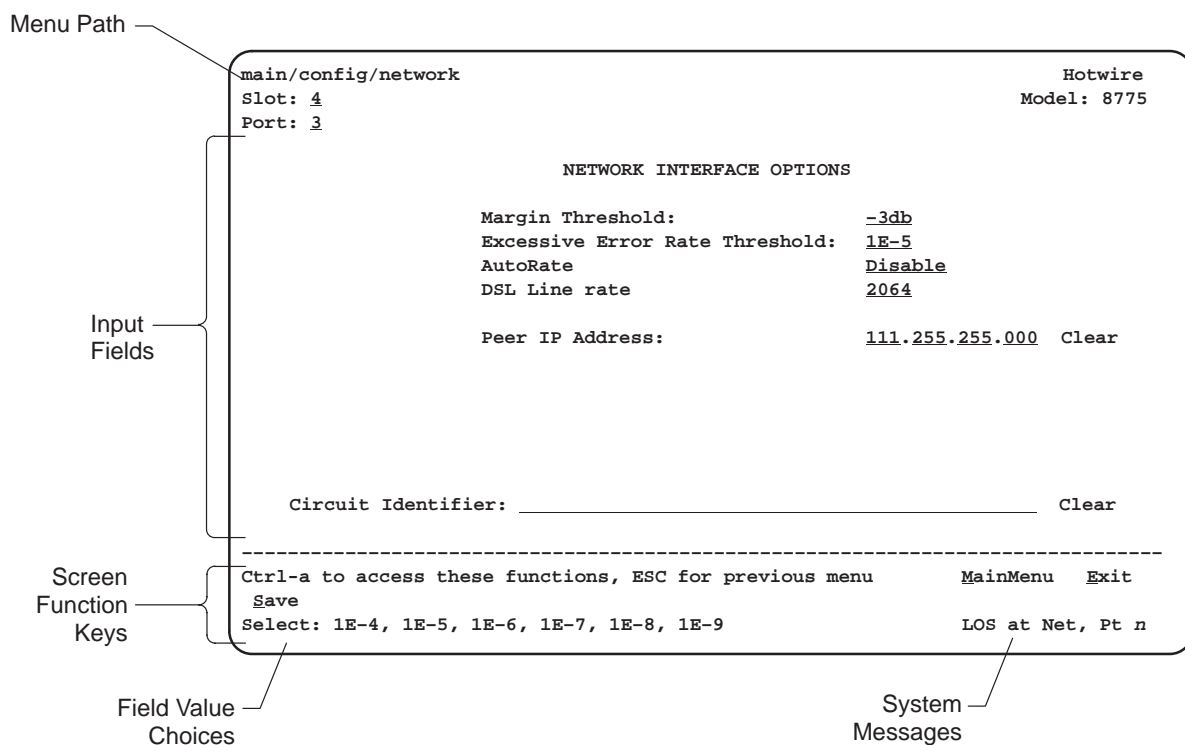 Menu Path
main/config/network Hotwire
Slot: 4 Model: 8775
Port: 3
NETWORK INTERFACE OPTIONS
Margin Threshold: –3db
Excessive Error Rate Threshold: 1E–5
AutoRate Disable
DSL Line rate 2064
Input
Fields
Peer IP Address: 111.255.255.000 Clear
Circuit Identifier: Clear
Screen
Function
Keys
Ctrl–a to access these functions, ESC for previous menu MainMenu Exit
Save
Select: 1E–4, 1E–5, 1E–6, 1E–7, 1E–8, 1E–9 LOS at Net, Pt n
Field Value
Choices
System
Messages